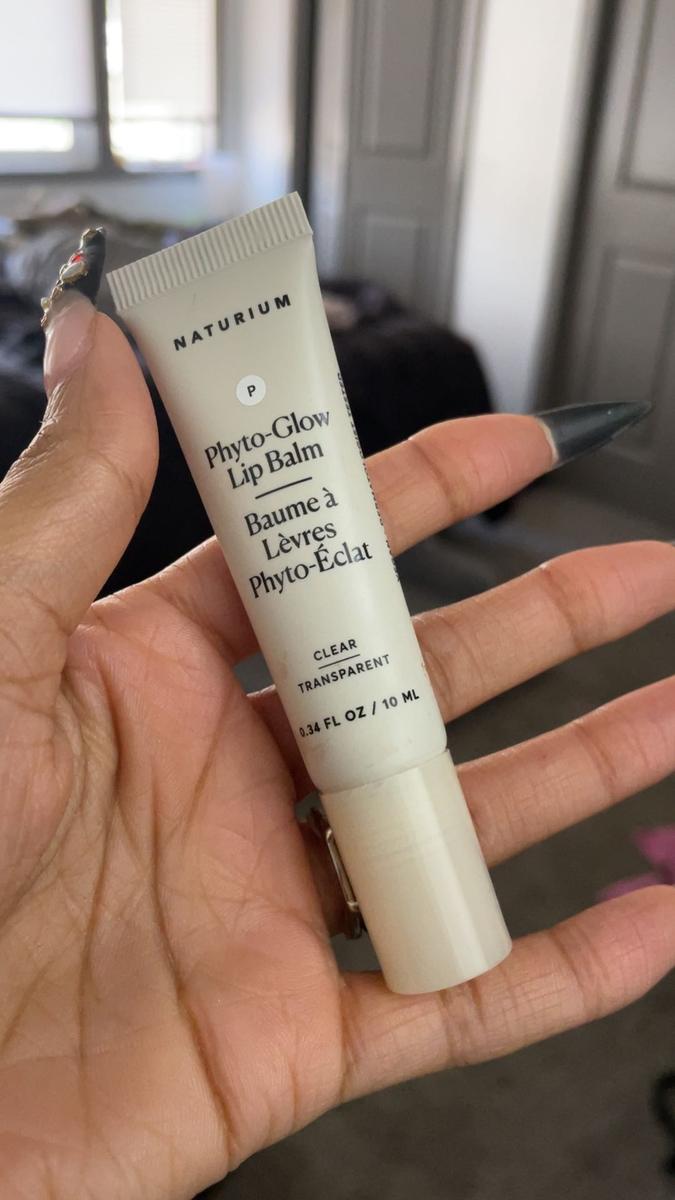 NATURIUM
P
Phyto-Glow
Lip Balm
Baume à
Lèvres
Phyto-Éclat
CLEAR
TRANSPARENT
0.34 FL OZ / 10 ML